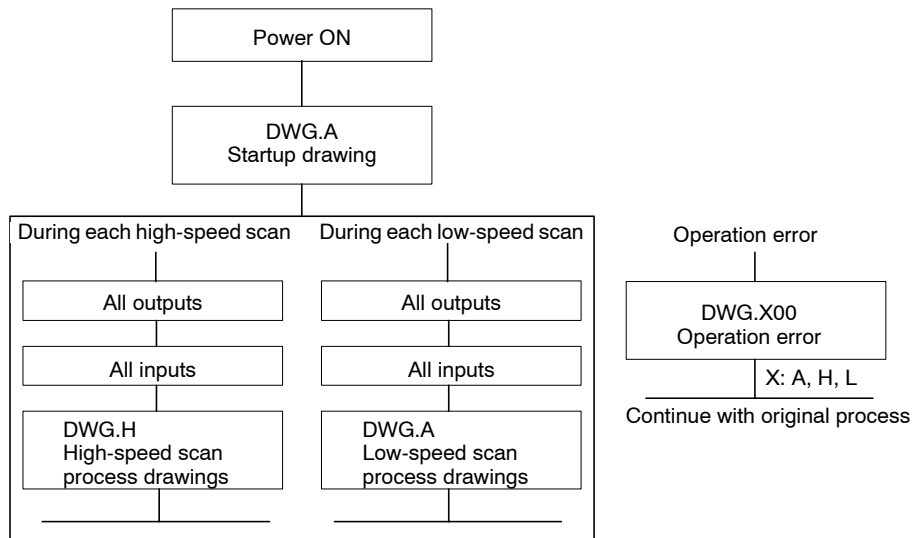 Power ON
DWG.A
Startup drawing
During each high-speed scan
All outputs
All inputs
DWG.H
High-speed scan
process drawings
During each low-speed scan
All outputs
All inputs
DWG.A
Low-speed scan
process drawings
Operation error
DWG.X00
Operation error
X: A, H, L
Continue with original process